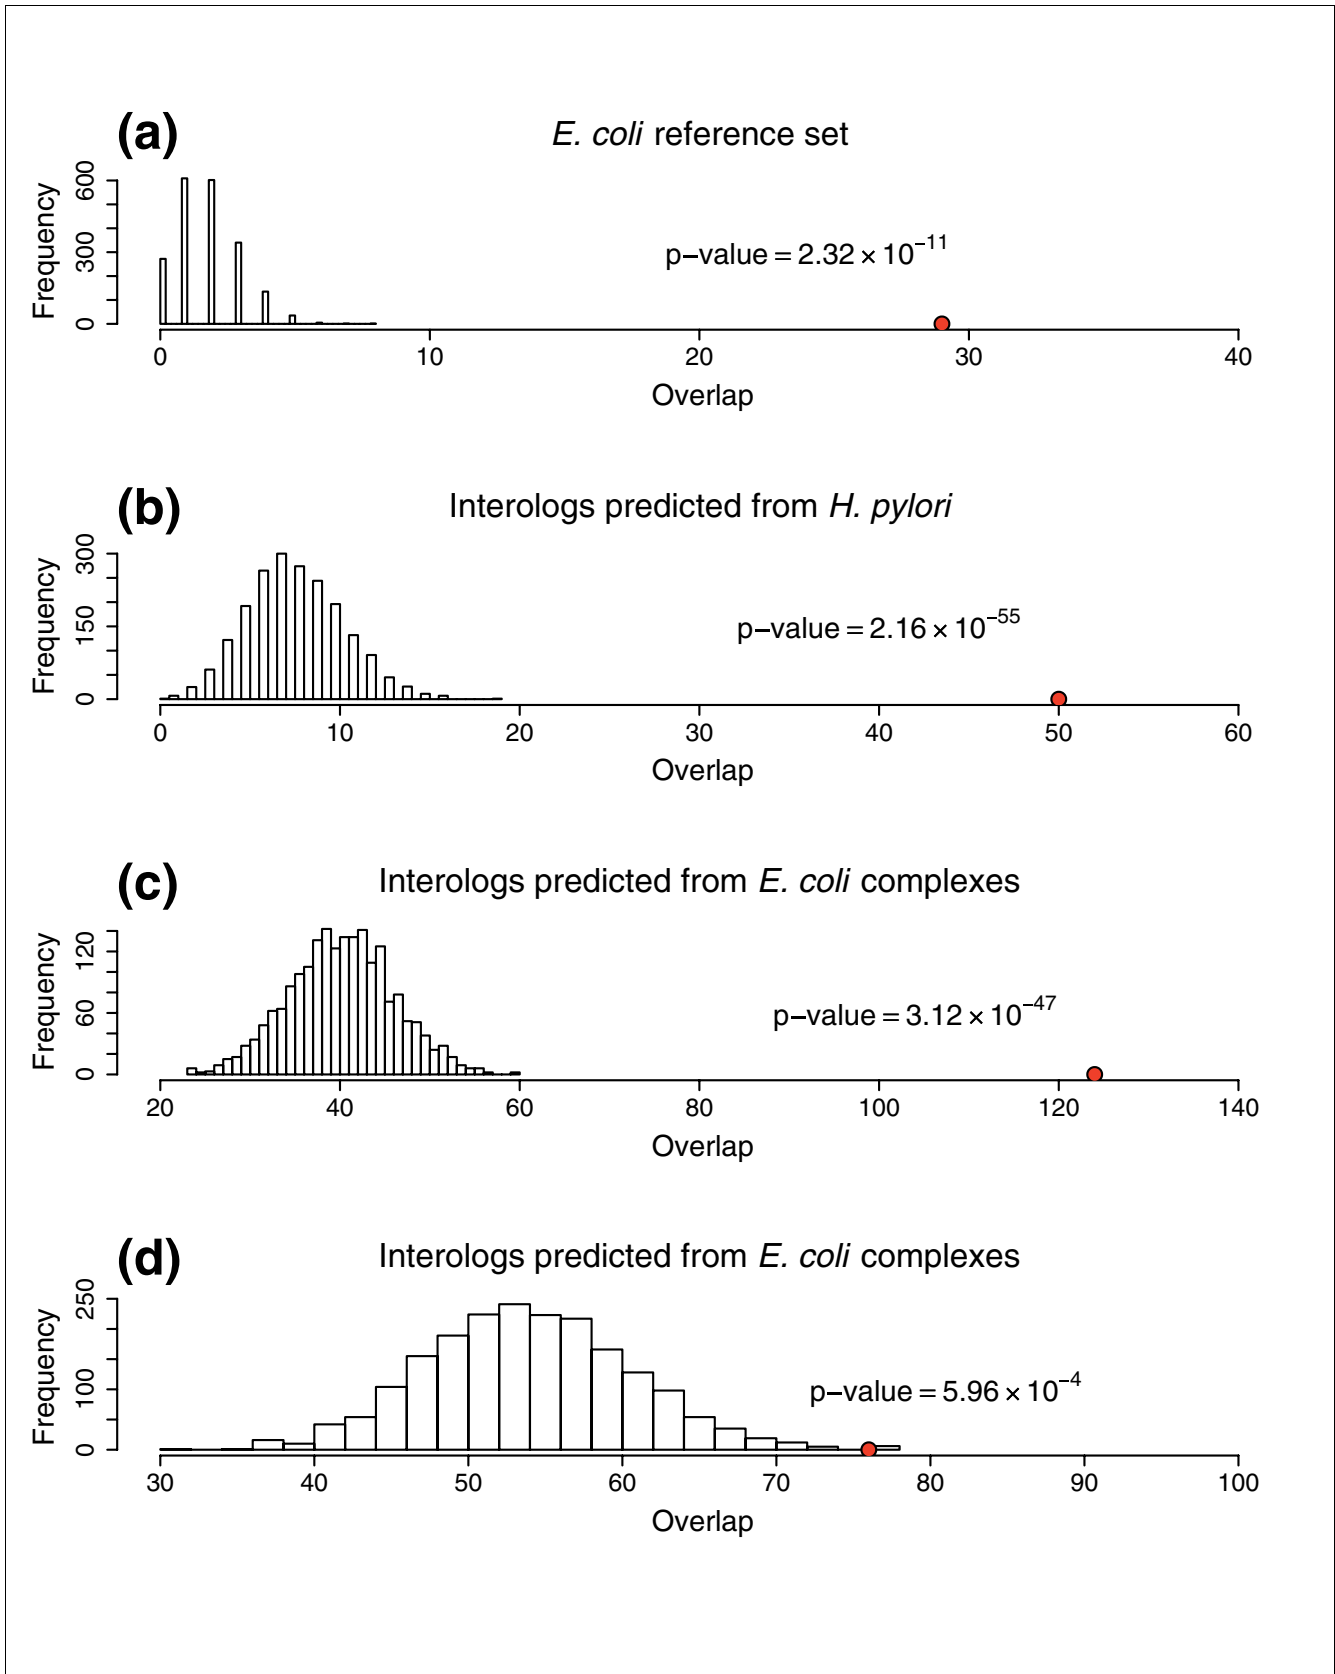 (a)
E. coli reference set
Frequency
0 300 600
p−value = 2.32 × 10⁻¹¹
0 10 20 30 40
Overlap
(b)
Interologs predicted from H. pylori
Frequency
0 150 300
p−value = 2.16 × 10⁻⁵⁵
0 10 20 30 40 50 60
Overlap
(c)
Interologs predicted from E. coli complexes
Frequency
0 60 120
p−value = 3.12 × 10⁻⁴⁷
20 40 60 80 100 120 140
Overlap
(d)
Interologs predicted from E. coli complexes
Frequency
0 100 250
p−value = 5.96 × 10⁻⁴
30 40 50 60 70 80 90 100
Overlap